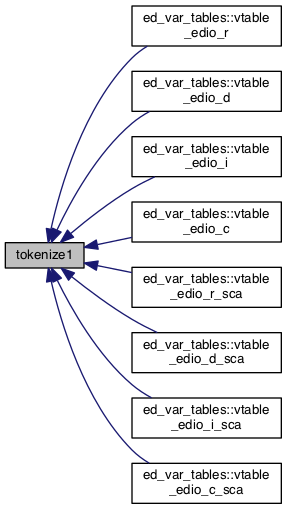 ed_var_tables::vtable
_edio_r
ed_var_tables::vtable
_edio_d
ed_var_tables::vtable
_edio_i
ed_var_tables::vtable
_edio_c
tokenize1
ed_var_tables::vtable
_edio_r_sca
ed_var_tables::vtable
_edio_d_sca
ed_var_tables::vtable
_edio_i_sca
ed_var_tables::vtable
_edio_c_sca